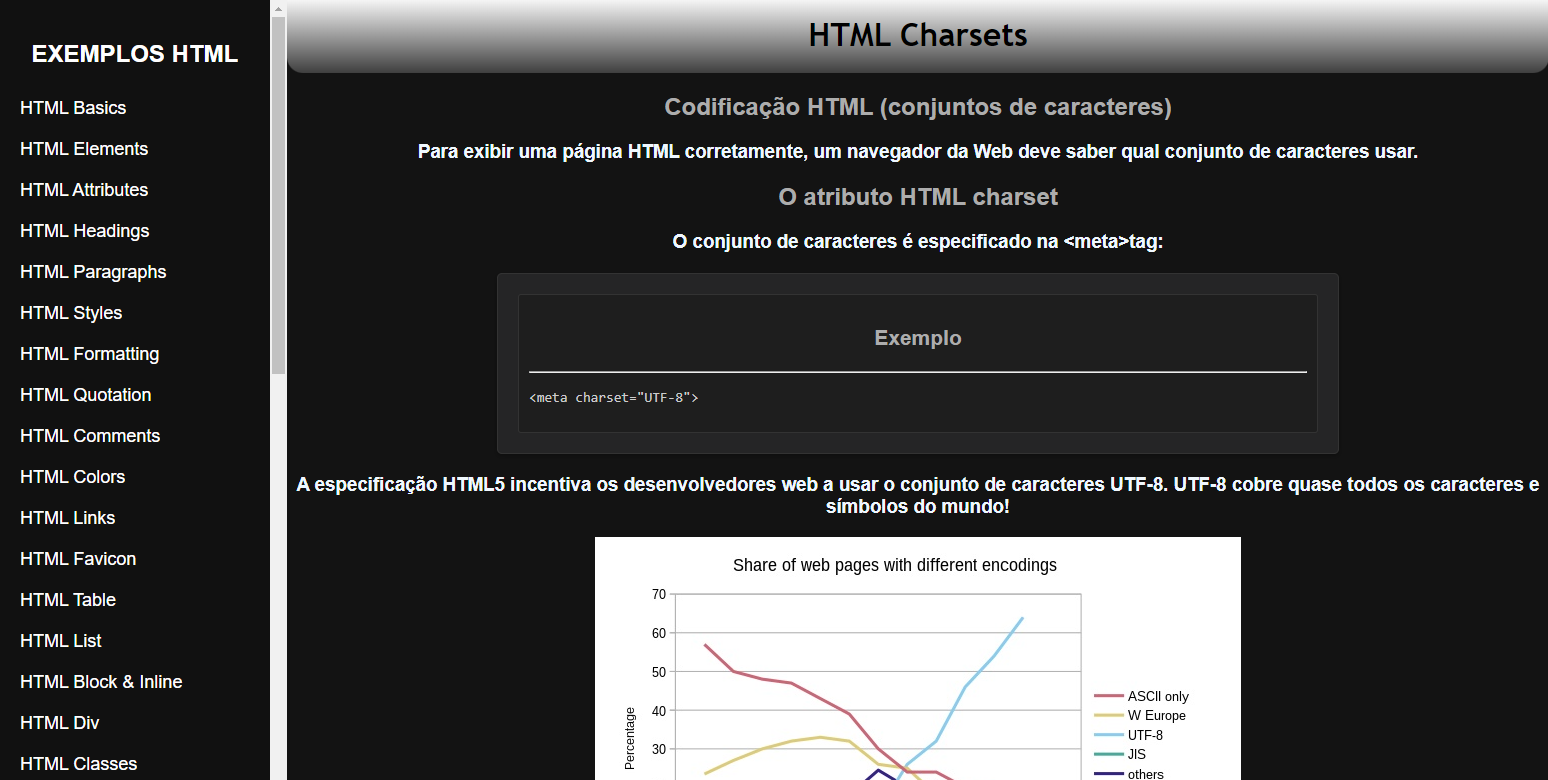 EXEMPLOS HTML
HTML Basics
HTML Elements
HTML Attributes
HTML Headings
HTML Paragraphs
HTML Styles
HTML Formatting
HTML Quotation
HTML Comments
HTML Colors
HTML Links
HTML Favicon
HTML Table
HTML List
HTML Block & Inline
HTML Div
HTML Classes
HTML Charsets
Codificação HTML (conjuntos de caracteres)
Para exibir uma página HTML corretamente, um navegador da Web deve saber qual conjunto de caracteres usar.
O atributo HTML charset
O conjunto de caracteres é especificado na <meta>tag:
Exemplo
<meta charset="UTF-8">
A especificação HTML5 incentiva os desenvolvedores web a usar o conjunto de caracteres UTF-8. UTF-8 cobre quase todos os caracteres e
símbolos do mundo!
Share of web pages with different encodings
70
60
50
40
30
Percentage
ASCII only
W Europe
UTF-8
JIS
others